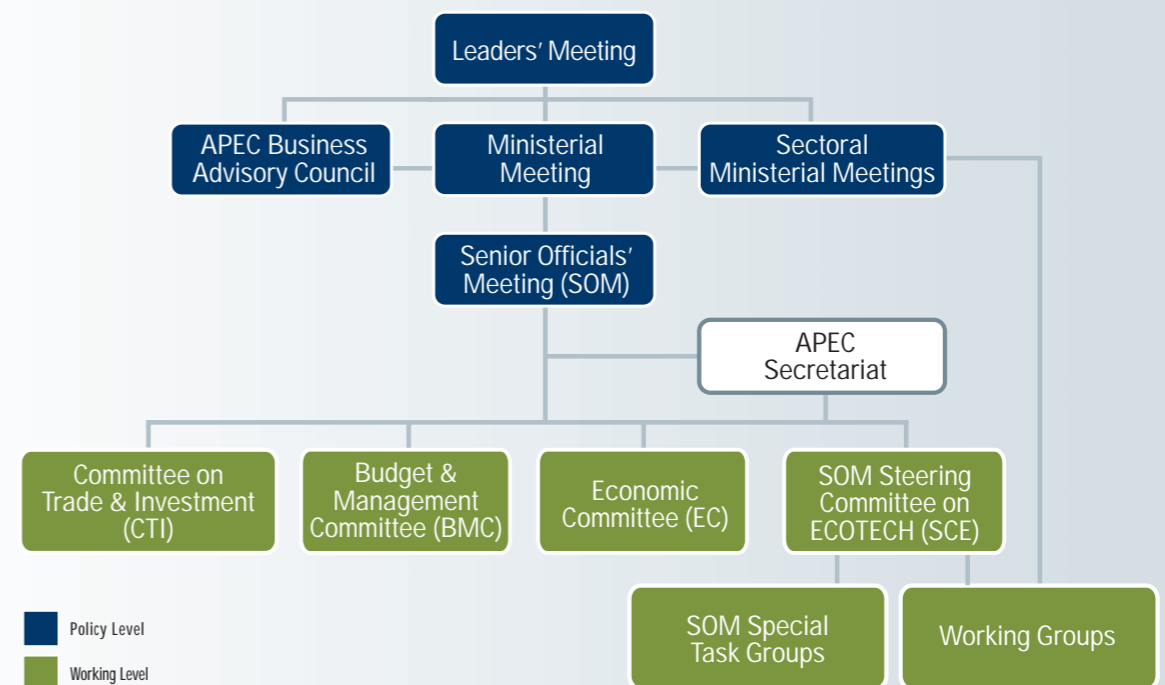 Leaders’ Meeting
APEC Business
Advisory Council
Ministerial
Meeting
Sectoral
Ministerial Meetings
Senior Officials’
Meeting (SOM)
APEC
Secretariat
Committee on
Trade & Investment
(CTI)
Budget &
Management
Committee (BMC)
Economic
Committee (EC)
SOM Steering
Committee on
ECOTECH (SCE)
SOM Special
Task Groups
Working Groups
Policy Level
Working Level